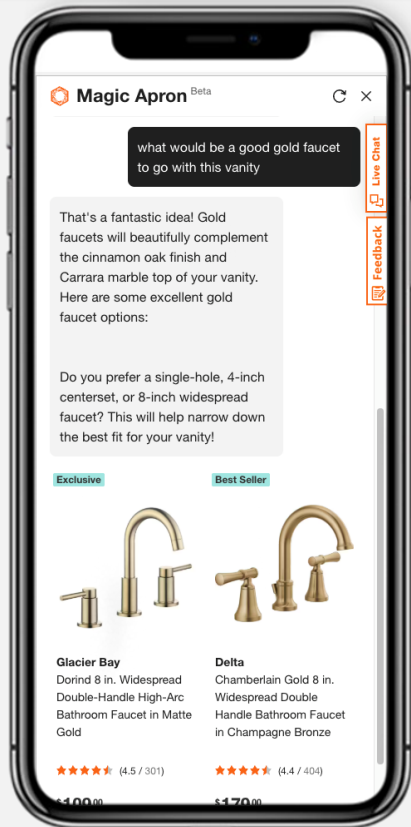 Magic Apron Beta
what would be a good gold faucet
to go with this vanity
Live Chat
Feedback
That's a fantastic idea! Gold
faucets will beautifully complement
the cinnamon oak finish and
Carrara marble top of your vanity.
Here are some excellent gold
faucet options:
Do you prefer a single-hole, 4-inch
centerset, or 8-inch widespread
faucet? This will help narrow down
the best fit for your vanity!
Exclusive
Glacier Bay
Dorind 8 in. Widespread
Double-Handle High-Arc
Bathroom Faucet in Matte
Gold
(4.5 / 301)
$109.00
Best Seller
Delta
Chamberlain Gold 8 in.
Widespread Double
Handle Bathroom Faucet
in Champagne Bronze
(4.4 / 404)
$179.00